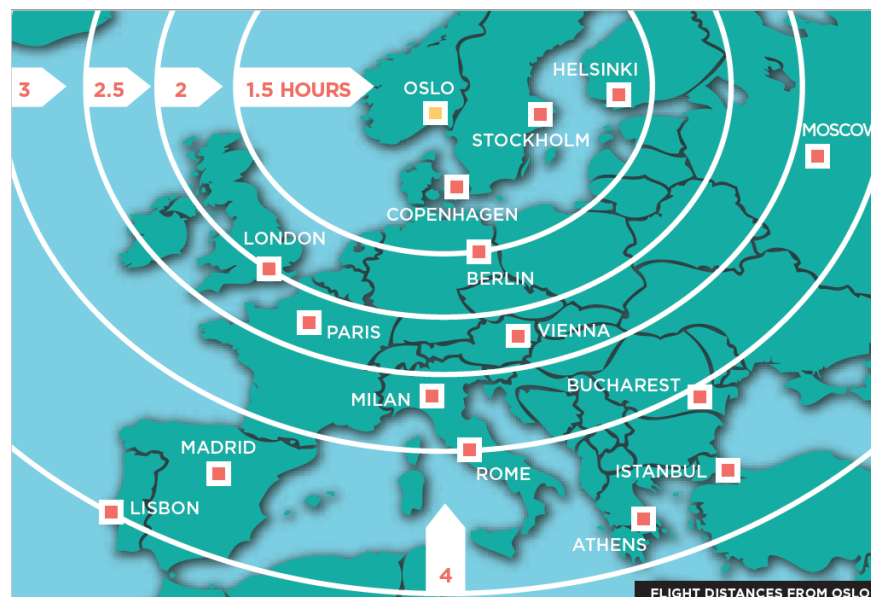 HELSINKI
3
2.5
2
1.5 HOURS
OSLO
STOCKHOLM
MOSCOW
COPENHAGEN
LONDON
BERLIN
PARIS
VIENNA
BUCHAREST
MILAN
MADRID
ROME
ISTANBUL
LISBON
ATHENS
4
FLIGHT DISTANCES FROM OSLO